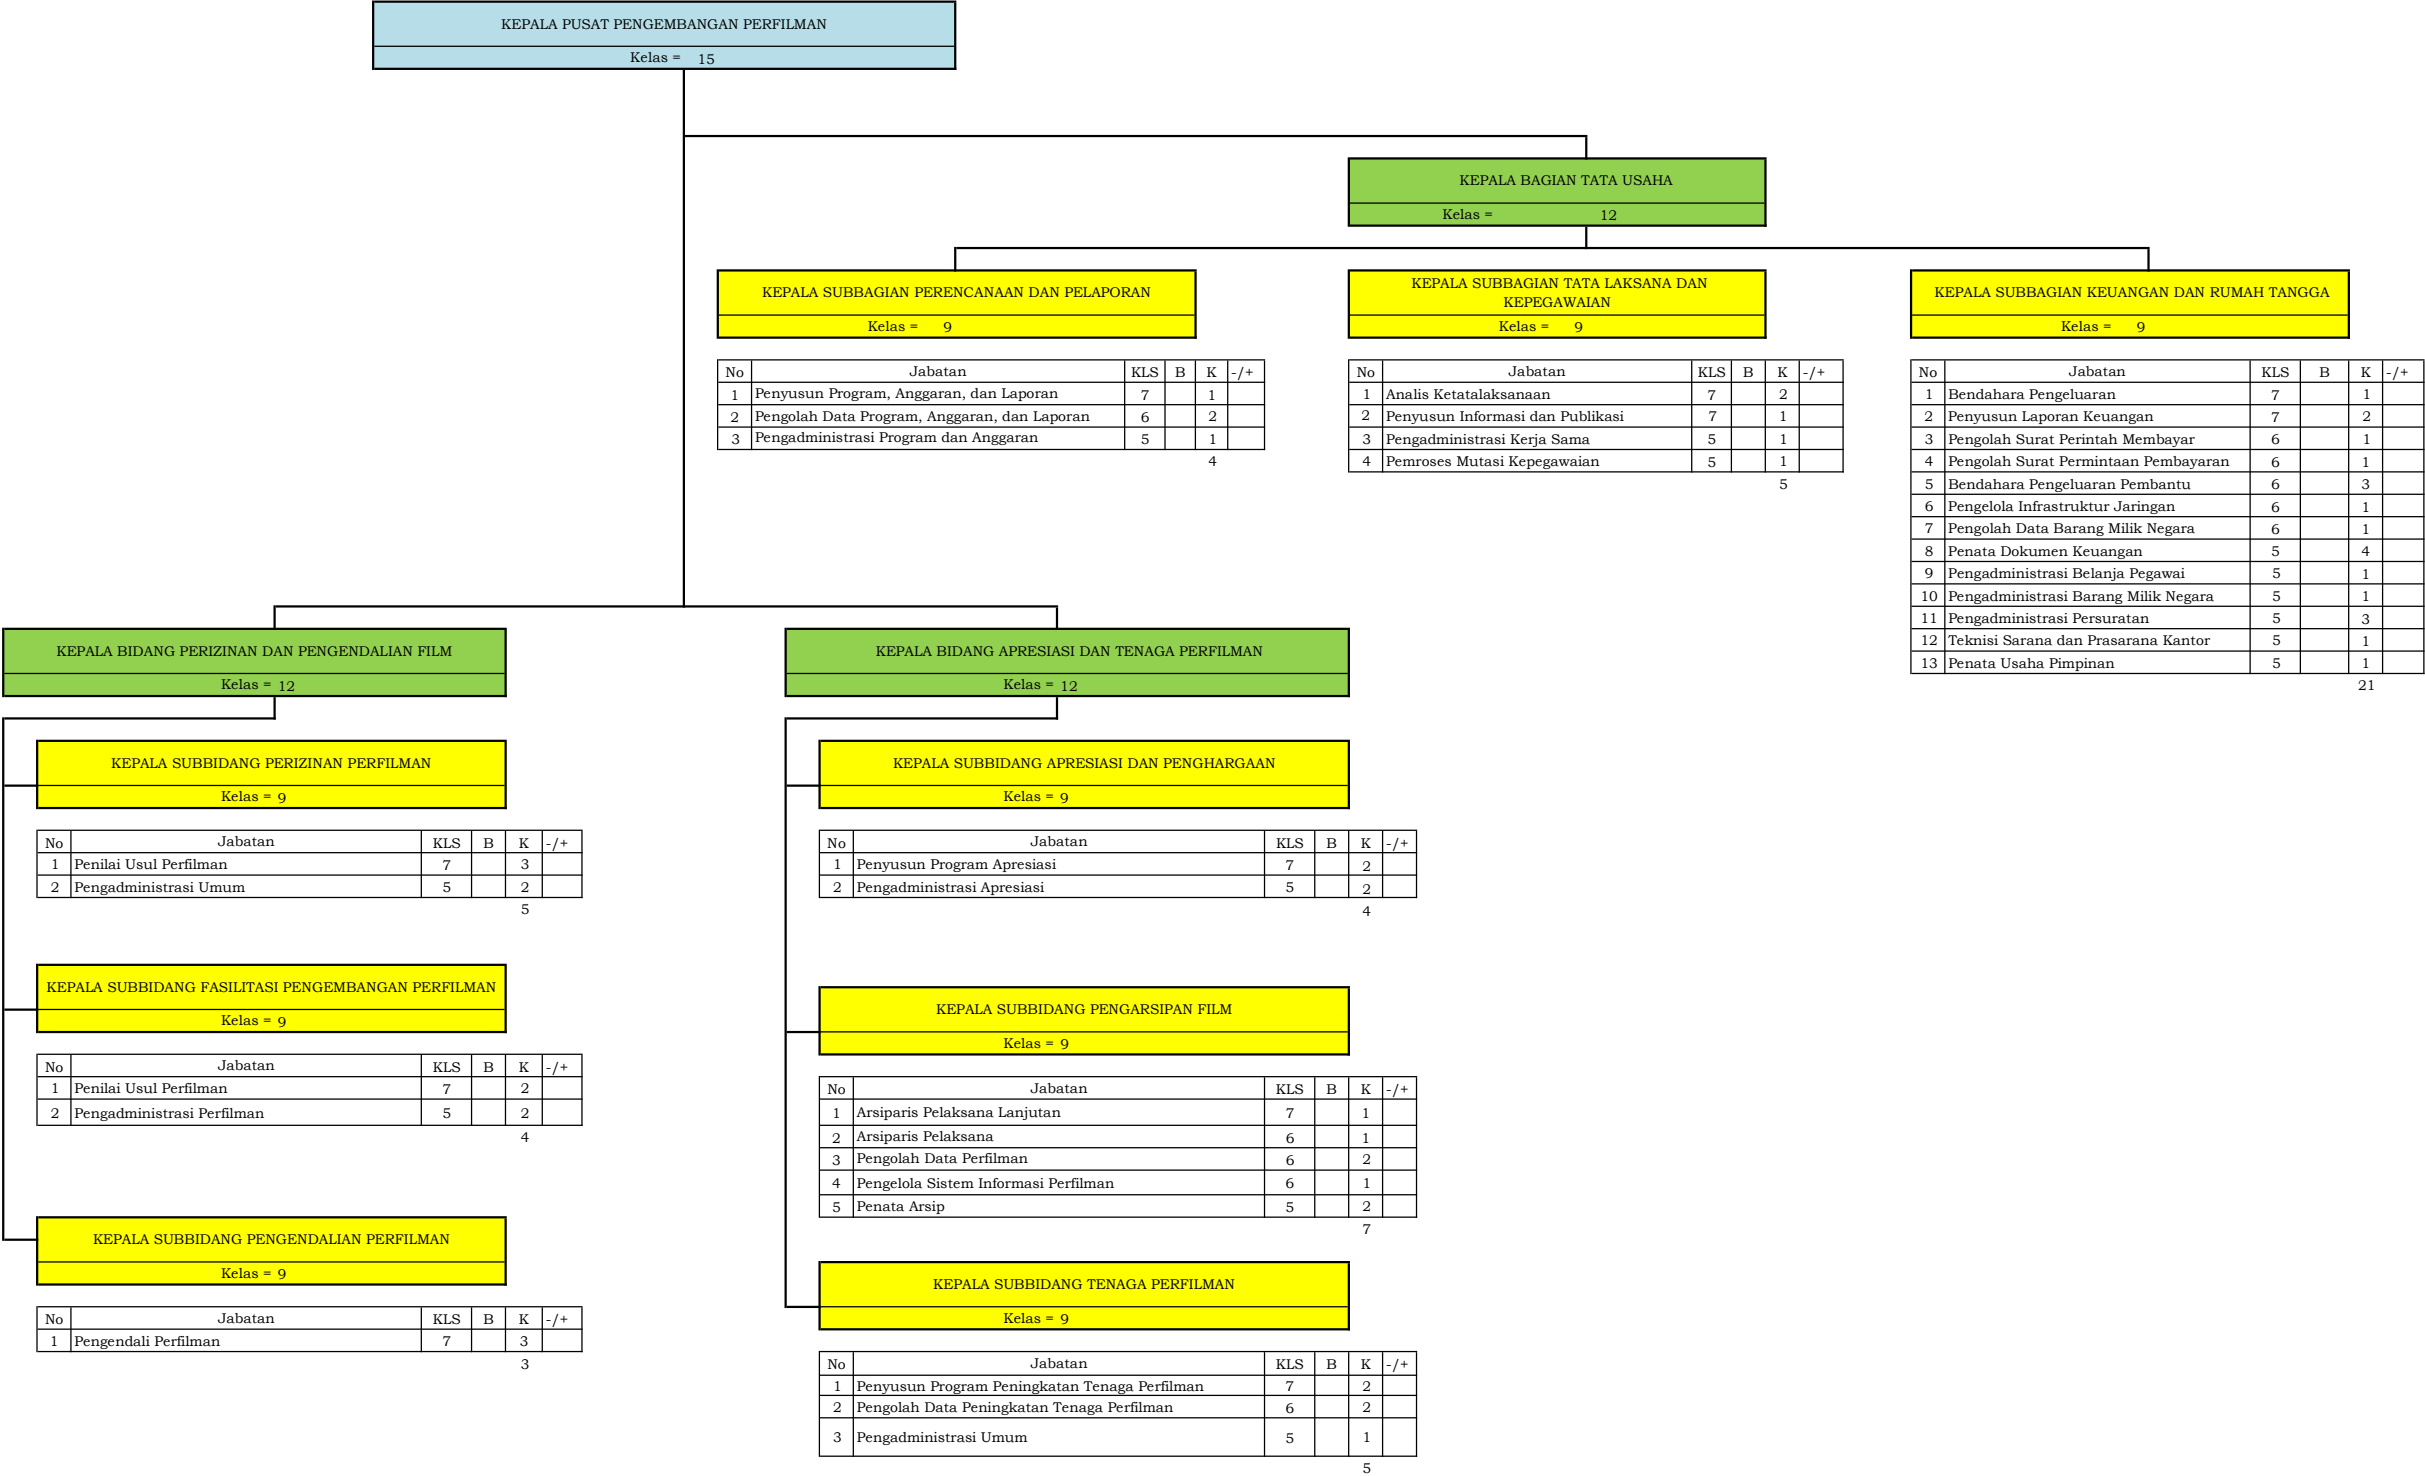 KEPALA PUSAT PENGEMBANGAN PERFILMAN
Kelas = 15
KEPALA BAGIAN TATA USAHA
Kelas = 12
KEPALA SUBBAGIAN PERENCANAAN DAN PELAPORAN
Kelas = 9
No Jabatan KLS B K -/+
1 Penyusun Program, Anggaran, dan Laporan 7 1
2 Pengolah Data Program, Anggaran, dan Laporan 6 2
3 Pengadministrasi Program dan Anggaran 5 1
4
KEPALA SUBBAGIAN TATA LAKSANA DAN
KEPEGAWAIAN
Kelas = 9
No Jabatan KLS B K -/+
1 Analis Ketatalaksanaan 7 2
2 Penyusun Informasi dan Publikasi 7 1
3 Pengadministrasi Kerja Sama 5 1
4 Pemroses Mutasi Kepegawaian 5 1
5
KEPALA SUBBAGIAN KEUANGAN DAN RUMAH TANGGA
Kelas = 9
No Jabatan KLS B K -/+
1 Bendahara Pengeluaran 7 1
2 Penyusun Laporan Keuangan 7 2
3 Pengolah Surat Perintah Membayar 6 1
4 Pengolah Surat Permintaan Pembayaran 6 1
5 Bendahara Pengeluaran Pembantu 6 3
6 Pengelola Infrastruktur Jaringan 6 1
7 Pengolah Data Barang Milik Negara 6 1
8 Penata Dokumen Keuangan 5 4
9 Pengadministrasi Belanja Pegawai 5 1
10 Pengadministrasi Barang Milik Negara 5 1
11 Pengadministrasi Persuratan 5 3
12 Teknisi Sarana dan Prasarana Kantor 5 1
13 Penata Usaha Pimpinan 5 1
21
KEPALA BIDANG PERIZINAN DAN PENGENDALIAN FILM
Kelas = 12
KEPALA SUBBIDANG PERIZINAN PERFILMAN
Kelas = 9
No Jabatan KLS B K -/+
1 Penilai Usul Perfilman 7 3
2 Pengadministrasi Umum 5 2
5
KEPALA SUBBIDANG FASILITASI PENGEMBANGAN PERFILMAN
Kelas = 9
No Jabatan KLS B K -/+
1 Penilai Usul Perfilman 7 2
2 Pengadministrasi Perfilman 5 2
4
KEPALA SUBBIDANG PENGENDALIAN PERFILMAN
Kelas = 9
No Jabatan KLS B K -/+
1 Pengendali Perfilman 7 3
3
KEPALA BIDANG APRESIASI DAN TENAGA PERFILMAN
Kelas = 12
KEPALA SUBBIDANG APRESIASI DAN PENGHARGAAN
Kelas = 9
No Jabatan KLS B K -/+
1 Penyusun Program Apresiasi 7 2
2 Pengadministrasi Apresiasi 5 2
4
KEPALA SUBBIDANG PENGARSIPAN FILM
Kelas = 9
No Jabatan KLS B K -/+
1 Arsiparis Pelaksana Lanjutan 7 1
2 Arsiparis Pelaksana 6 1
3 Pengolah Data Perfilman 6 2
4 Pengelola Sistem Informasi Perfilman 6 1
5 Penata Arsip 5 2
7
KEPALA SUBBIDANG TENAGA PERFILMAN
Kelas = 9
No Jabatan KLS B K -/+
1 Penyusun Program Peningkatan Tenaga Perfilman 7 2
2 Pengolah Data Peningkatan Tenaga Perfilman 6 2
3 Pengadministrasi Umum 5 1
5